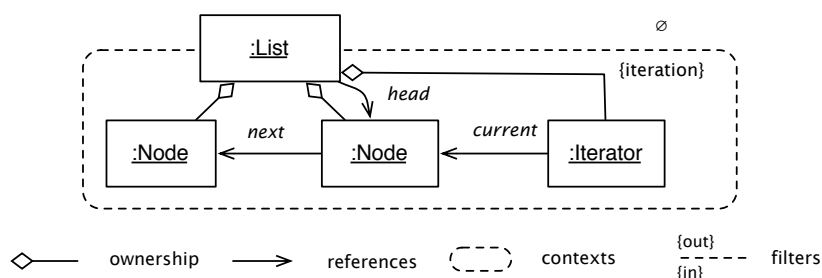 :List
∅
{iteration}
head
:Node
next
:Node
current
:Iterator
ownership
references
contexts
{out}
{in}
filters